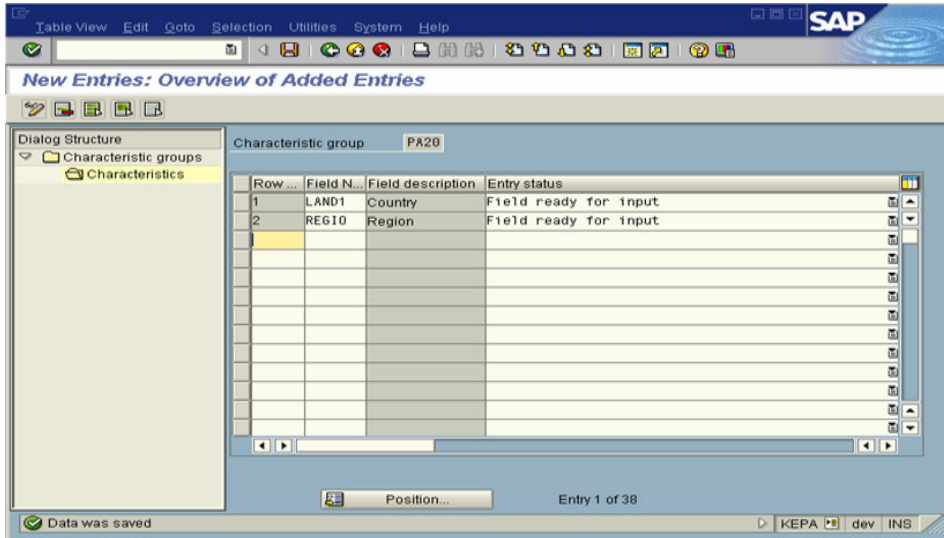 Table View Edit Goto Selection Utilities System Help
SAP
New Entries: Overview of Added Entries
Dialog Structure
Characteristic groups
Characteristics
Characteristic group PA20
Row ... Field N... Field description Entry status
1 LAND1 Country Field ready for input
2 REGIO Region Field ready for input
Position... Entry 1 of 38
Data was saved KEPA dev INS